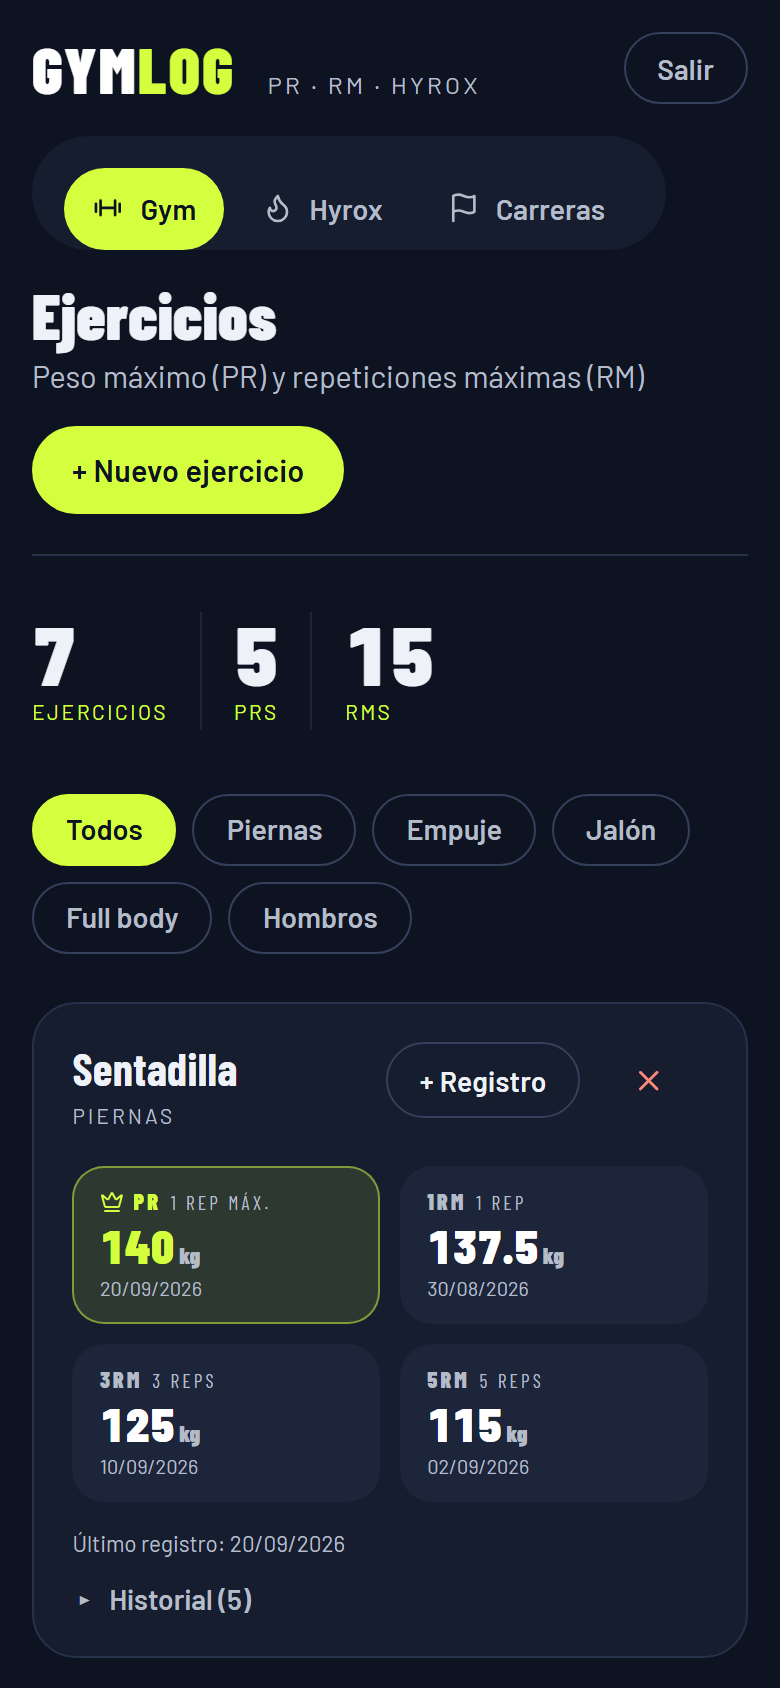 GYMLOG PR · RM · HYROX Salir
Gym Hyrox Carreras
Ejercicios
Peso máximo (PR) y repeticiones máximas (RM)
+ Nuevo ejercicio
7 5 15
EJERCICIOS PRS RMS
Todos Piernas Empuje Jalón
Full body Hombros
Sentadilla + Registro
PIERNAS
PR 1 REP MÁX.
140 kg
20/09/2026
1RM 1 REP
137.5 kg
30/08/2026
3RM 3 REPS
125 kg
10/09/2026
5RM 5 REPS
115 kg
02/09/2026
Último registro: 20/09/2026
Historial (5)